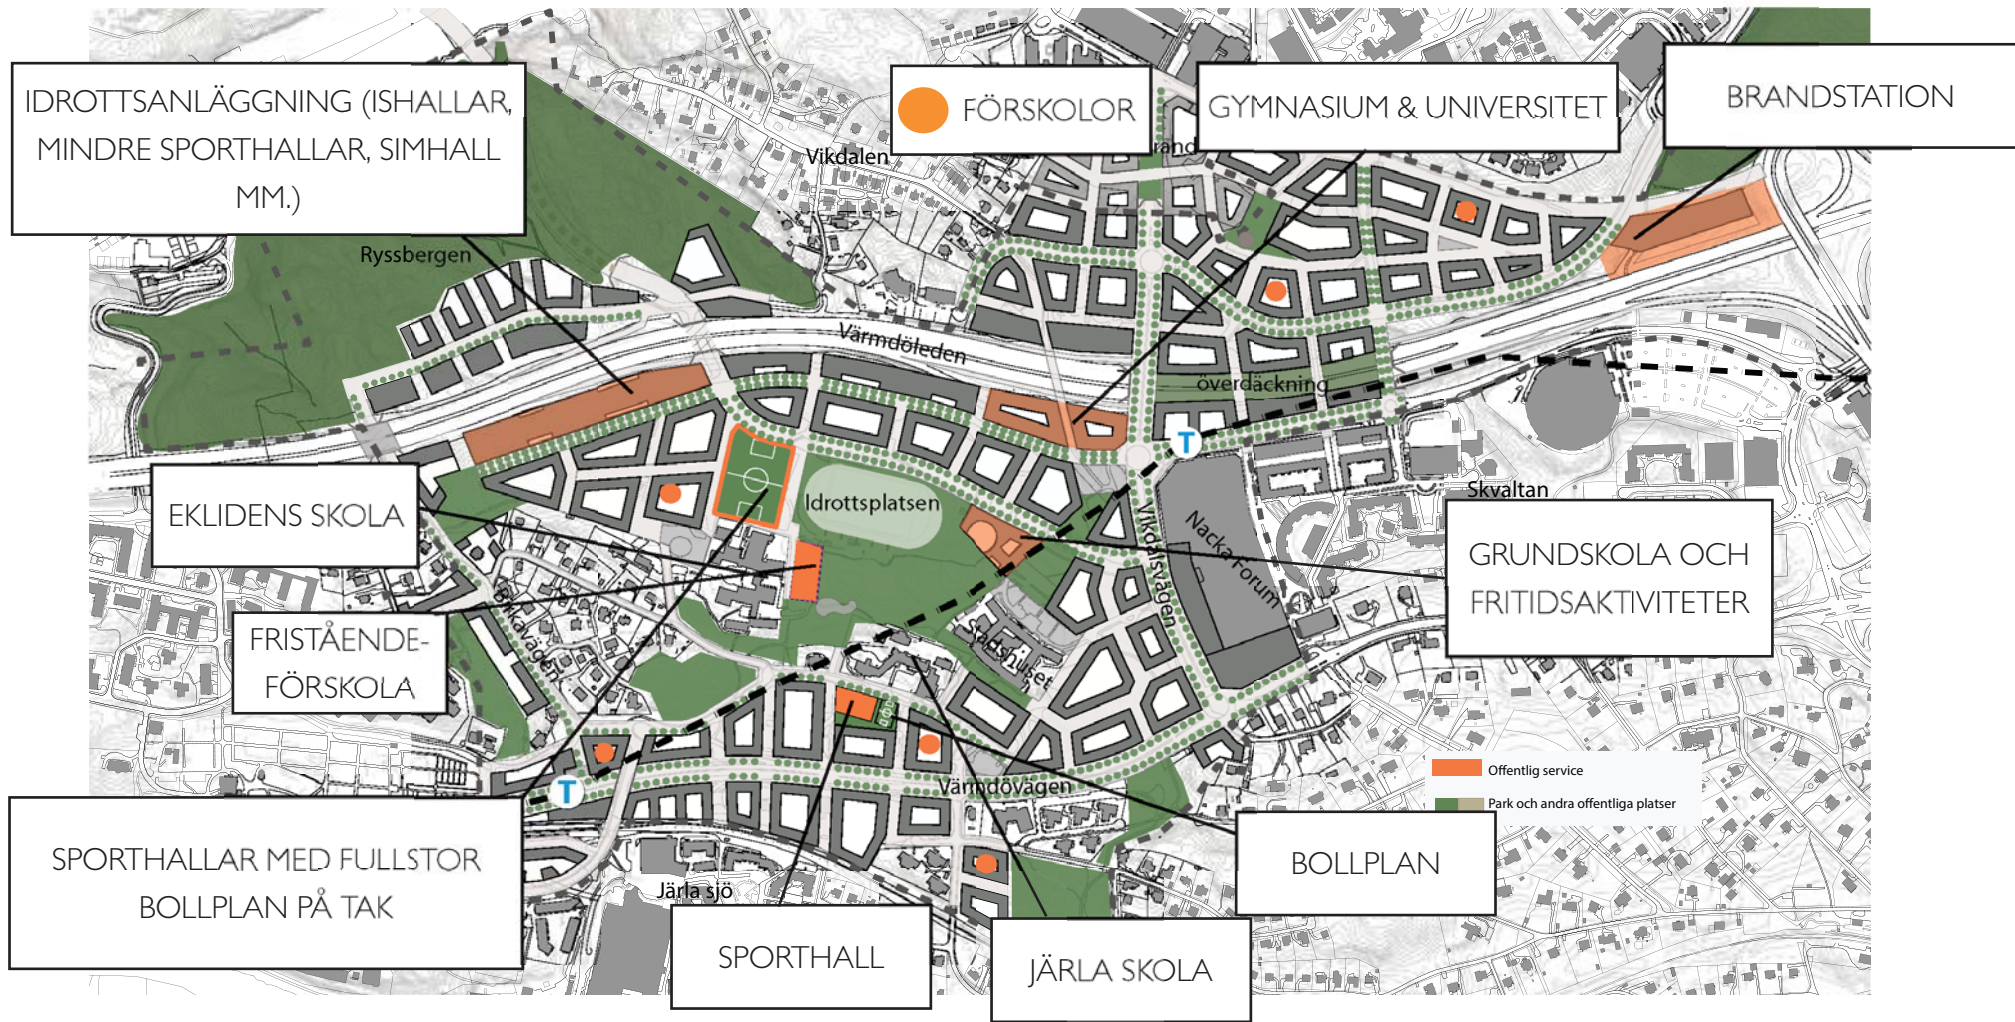 IDROTTSANLÄGGNING (ISHALLAR,
MINDRE SPORTHALLAR, SIMHALL
MM.)
FÖRSKOLOR
GYMNASIUM & UNIVERSITET
BRANDSTATION
Vikdalen
Ryssbergen
Värmdöleden
överdäckning
T
Idrottsplatsen
Skvaltan
EKLIDENS SKOLA
Vikdalsvägen
Nacka Forum
GRUNDSKOLA OCH
FRITIDSAKTIVITETER
FRISTÅENDE-
FÖRSKOLA
Birkavägen
Stadshuset
Offentlig service
Park och andra offentliga platser
Värmdövägen
T
SPORTHALLAR MED FULLSTOR
BOLLPLAN PÅ TAK
Järla sjö
BOLLPLAN
SPORTHALL
JÄRLA SKOLA